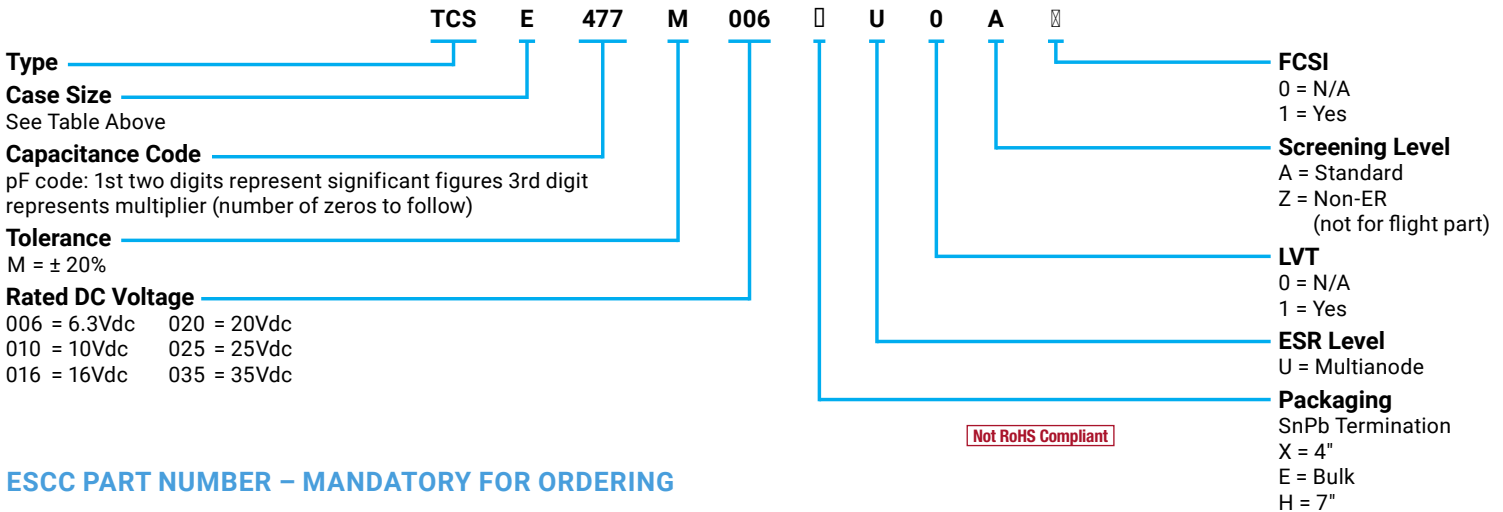 TCS E 477 M 006 U 0 A
Type
Case Size
See Table Above
Capacitance Code
pF code: 1st two digits represent significant figures 3rd digit
represents multiplier (number of zeros to follow)
Tolerance
M = ± 20%
Rated DC Voltage
006 = 6.3Vdc 020 = 20Vdc
010 = 10Vdc 025 = 25Vdc
016 = 16Vdc 035 = 35Vdc
FCSI
0 = N/A
1 = Yes
Screening Level
A = Standard
Z = Non-ER
(not for flight part)
LVT
0 = N/A
1 = Yes
ESR Level
U = Multianode
Packaging
SnPb Termination
X = 4"
E = Bulk
H = 7"
Not RoHS Compliant
ESCC PART NUMBER – MANDATORY FOR ORDERING